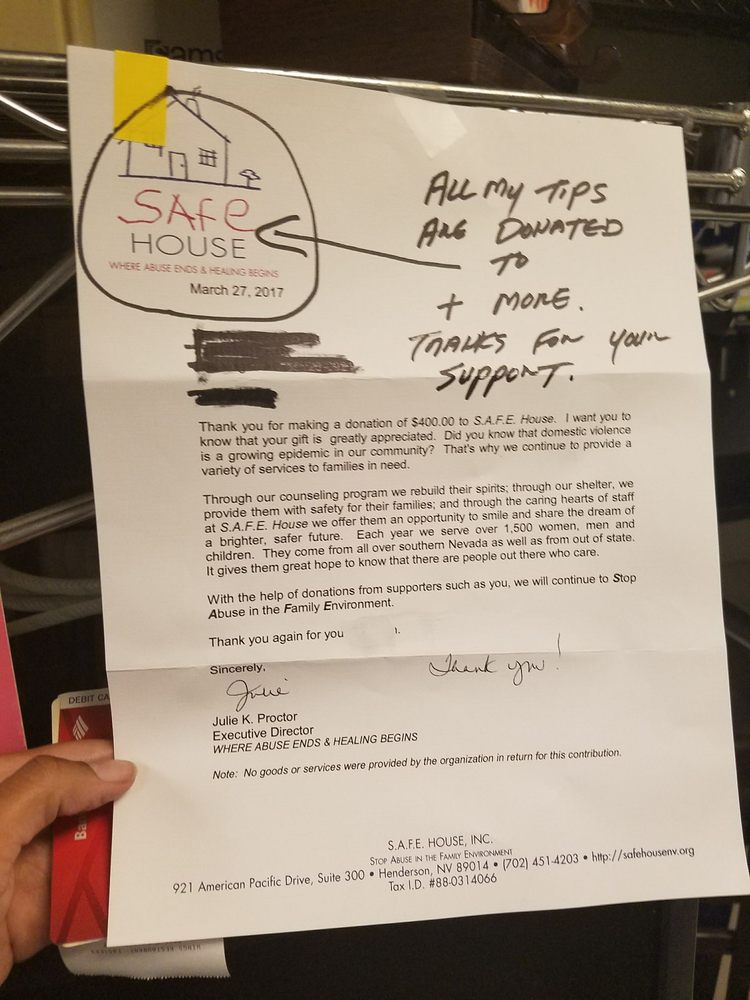 SAfe
HOUSE
WHERE ABUSE ENDS & HEALING BEGINS
March 27, 2017
ALL MY TIPS
ARE DONATED
TO
+ MORE.
THANKS FOR YOUR
SUPPORT.
Thank you for making a donation of $400.00 to S.A.F.E. House. I want you to
know that your gift is greatly appreciated. Did you know that domestic violence
is a growing epidemic in our community? That's why we continue to provide a
variety of services to families in need.
Through our counseling program we rebuild their spirits; through our shelter, we
provide them with safety for their families; and through the caring hearts of staff
at S.A.F.E. House we offer them an opportunity to smile and share the dream of
a brighter, safer future. Each year we serve over 1,500 women, men and
children. They come from all over southern Nevada as well as from out of state.
It gives them great hope to know that there are people out there who care.
With the help of donations from supporters such as you, we will continue to Stop
Abuse in the Family Environment.
Thank you again for you
Sincerely,
Thank you!
Julie
Julie K. Proctor
Executive Director
WHERE ABUSE ENDS & HEALING BEGINS
Note: No goods or services were provided by the organization in return for this contribution.
S.A.F.E. HOUSE, INC.
STOP ABUSE IN THE FAMILY ENVIRONMENT
921 American Pacific Drive, Suite 300 • Henderson, NV 89014 • (702) 451-4203 • http://safehousenv.org
Tax I.D. #88-0314066
DEBIT CA
Ba